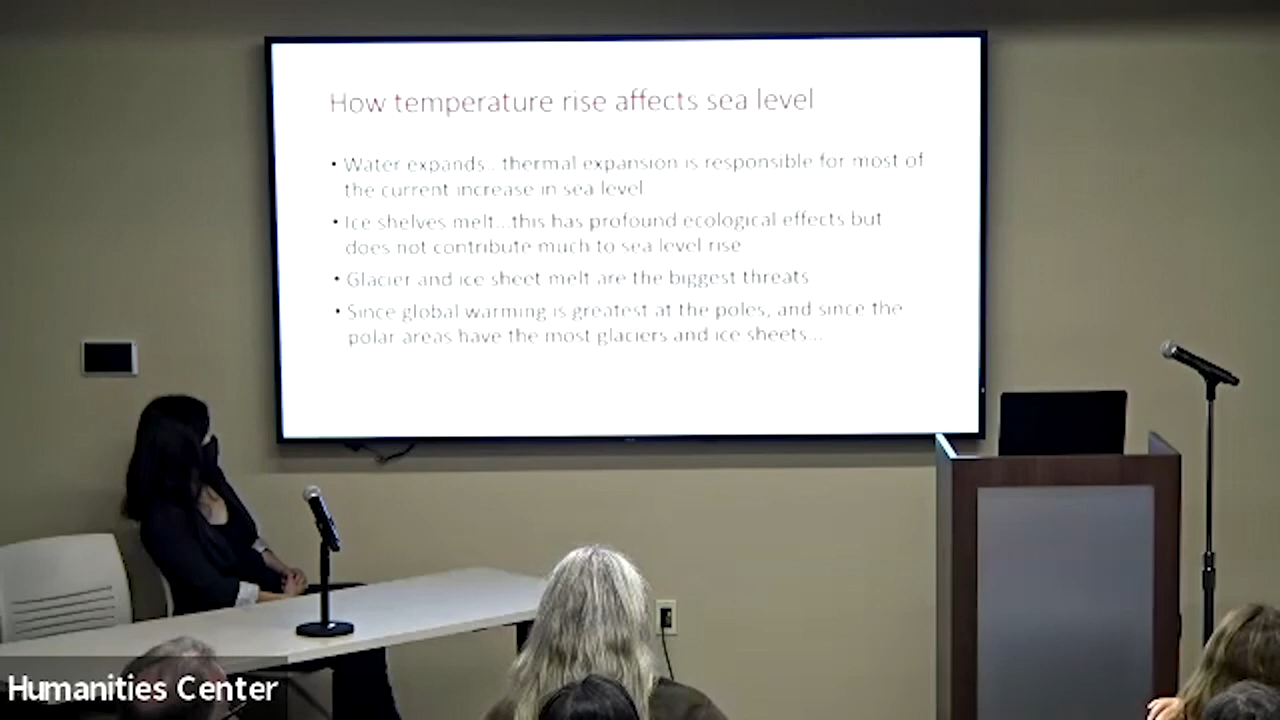 How temperature rise affects sea level
• Water expands.. thermal expansion is responsible for most of
the current increase in sea level
• Ice shelves melt...this has profound ecological effects but
does not contribute much to sea level rise
• Glacier and ice sheet melt are the biggest threats
• Since global warming is greatest at the poles, and since the
polar areas have the most glaciers and ice sheets...
Humanities Center